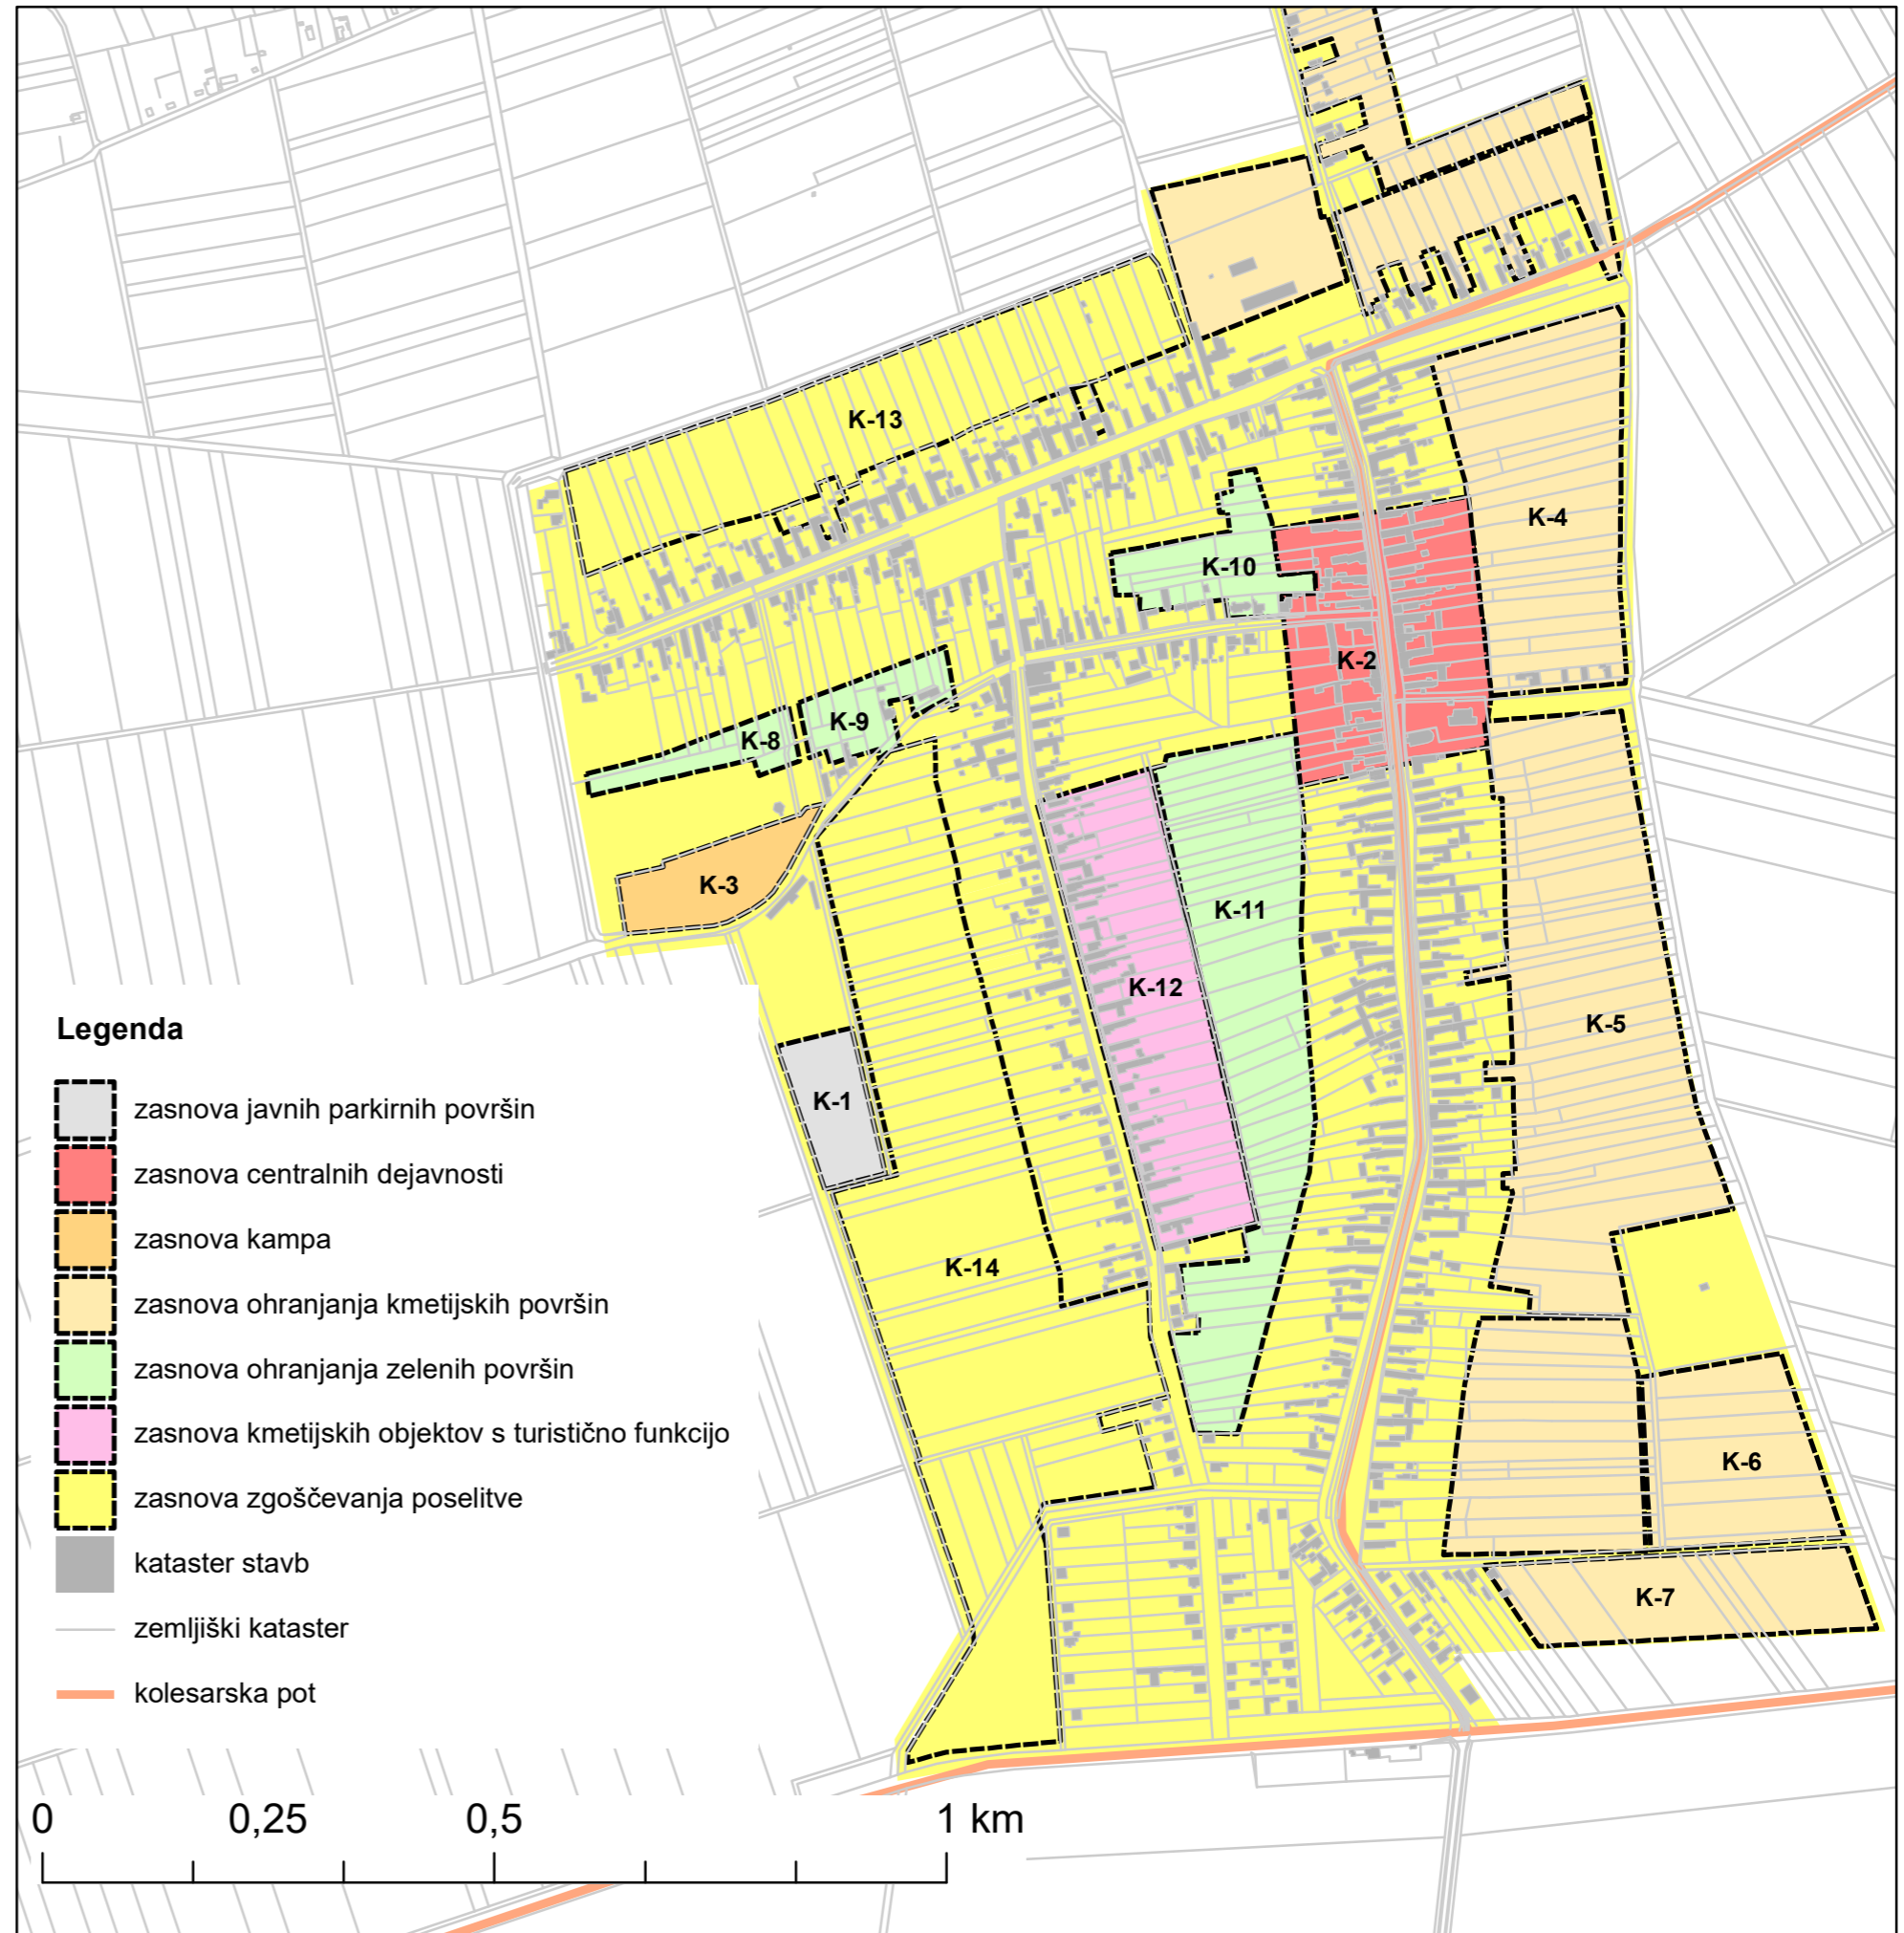 K-13
K-4
K-10
K-2
K-9
K-8
K-3
K-11
K-12
K-5
K-1
K-14
K-6
K-7
Legenda
zasnova javnih parkirnih površin
zasnova centralnih dejavnosti
zasnova kampa
zasnova ohranjanja kmetijskih površin
zasnova ohranjanja zelenih površin
zasnova kmetijskih objektov s turistično funkcijo
zasnova zgoščevanja poselitve
kataster stavb
zemljiški kataster
kolesarska pot
0 0,25 0,5 1 km